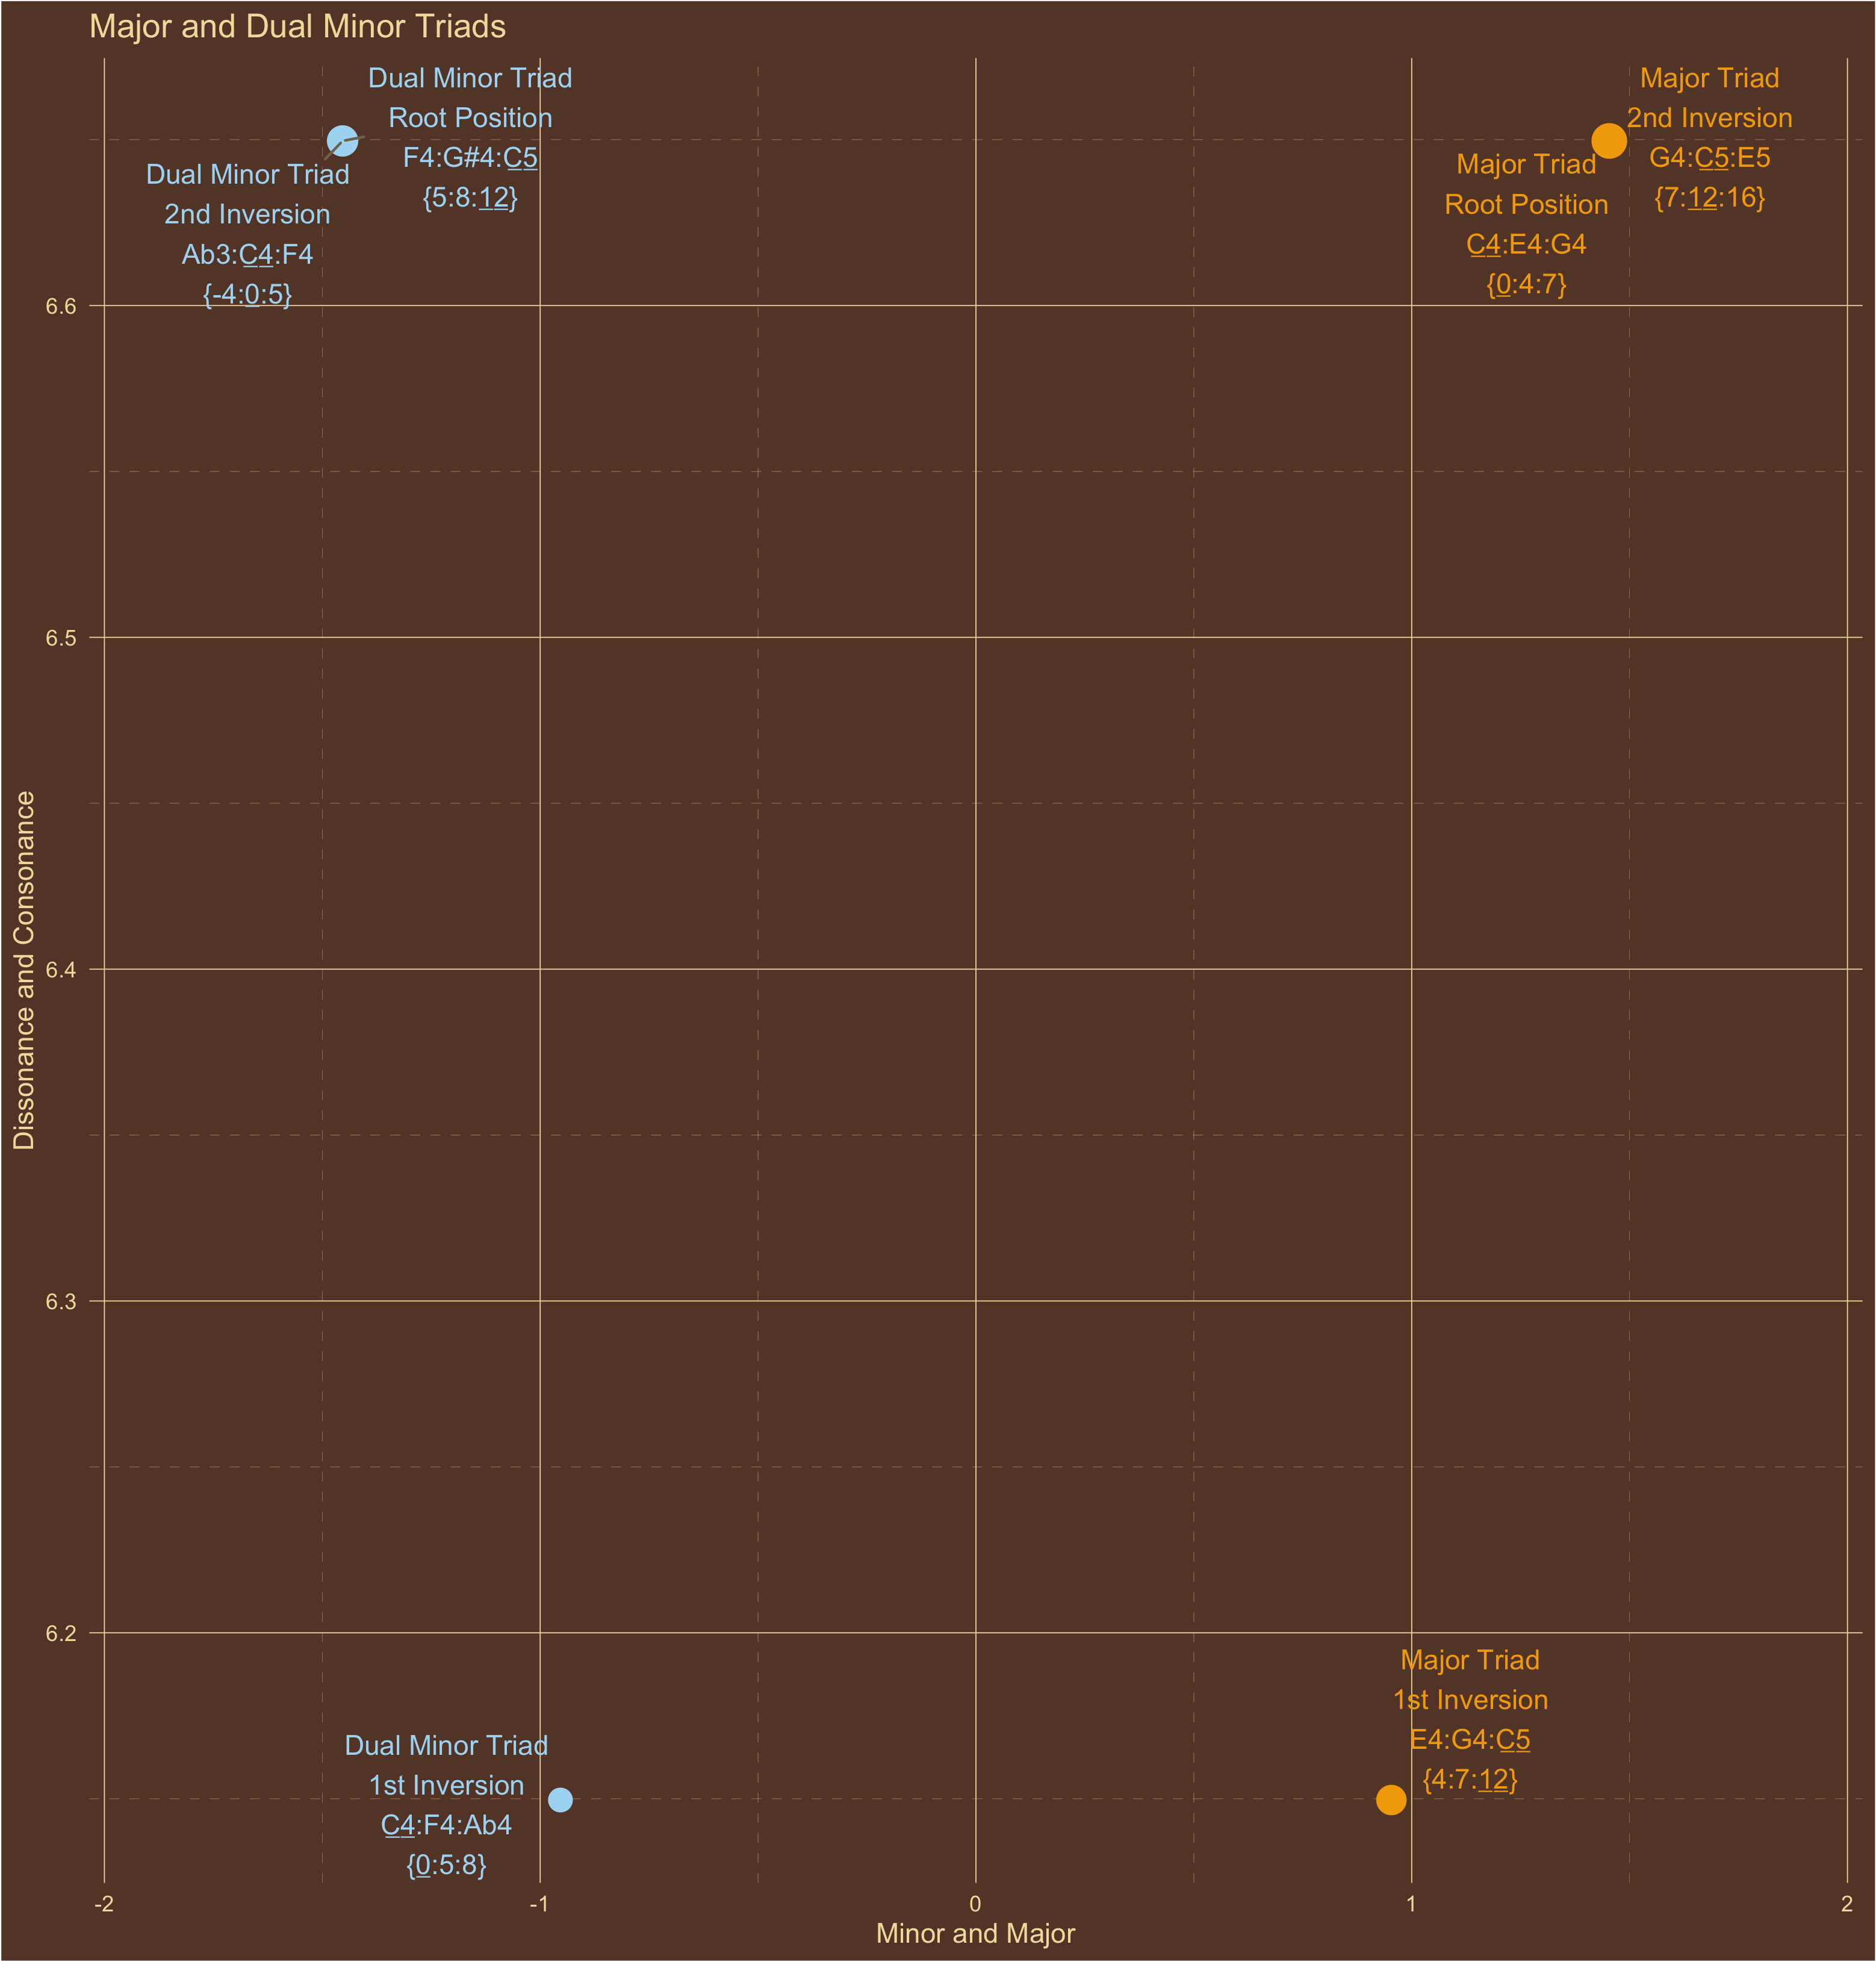 Major and Dual Minor Triads
Dual Minor Triad
Root Position
F4:G#4:C5
{5:8:12}
Dual Minor Triad
2nd Inversion
Ab3:C4:F4
{-4:0:5}
Major Triad
2nd Inversion
G4:C5:E5
{7:12:16}
Major Triad
Root Position
C4:E4:G4
{0:4:7}
6.6
6.5
6.4
6.3
6.2
Dissonance and Consonance
Major Triad
1st Inversion
E4:G4:C5
{4:7:12}
Dual Minor Triad
1st Inversion
C4:F4:Ab4
{0:5:8}
-2 -1 0 1 2
Minor and Major